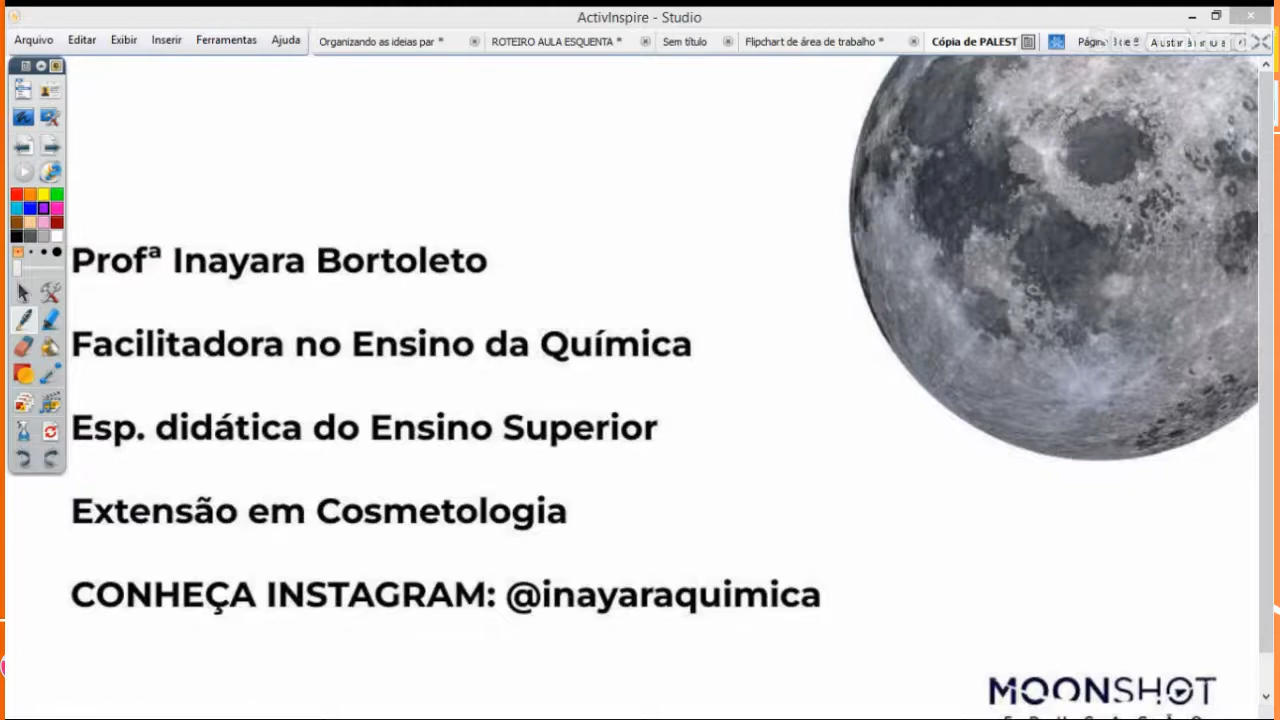 ActivInspire - Studio
Arquivo Editar Exibir Inserir Ferramentas Ajuda
Organizando as ideias par * ROTEIRO AULA ESQUENTA * Sem título Flipchart de área de trabalho * Cópia de PALEST
Profª Inayara Bortoleto
Facilitadora no Ensino da Química
Esp. didática do Ensino Superior
Extensão em Cosmetologia
CONHEÇA INSTAGRAM: @inayaraquimica
MOONSHOT